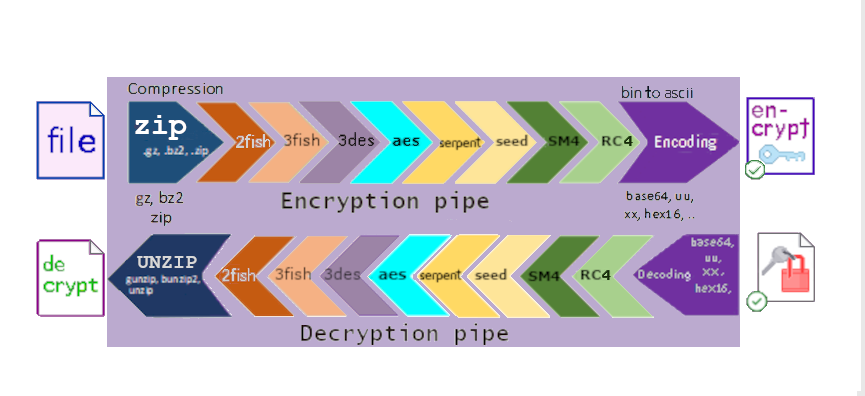 Compression
bin to ascii
file
zip
.gz, .bz2, .zip
2fish
3fish
3des
aes
serpent
seed
SM4
RC4
Encoding
en-
crypt
gz, bz2
zip
Encryption pipe
base64, uu,
xx, hex16, ..
de
crypt
UNZIP
gunzip, bunzip2,
unzip
2fish
3fish
3des
aes
serpent
seed
SM4
RC4
Decoding
base64,
uu,
xx,
hex16,
Decryption pipe